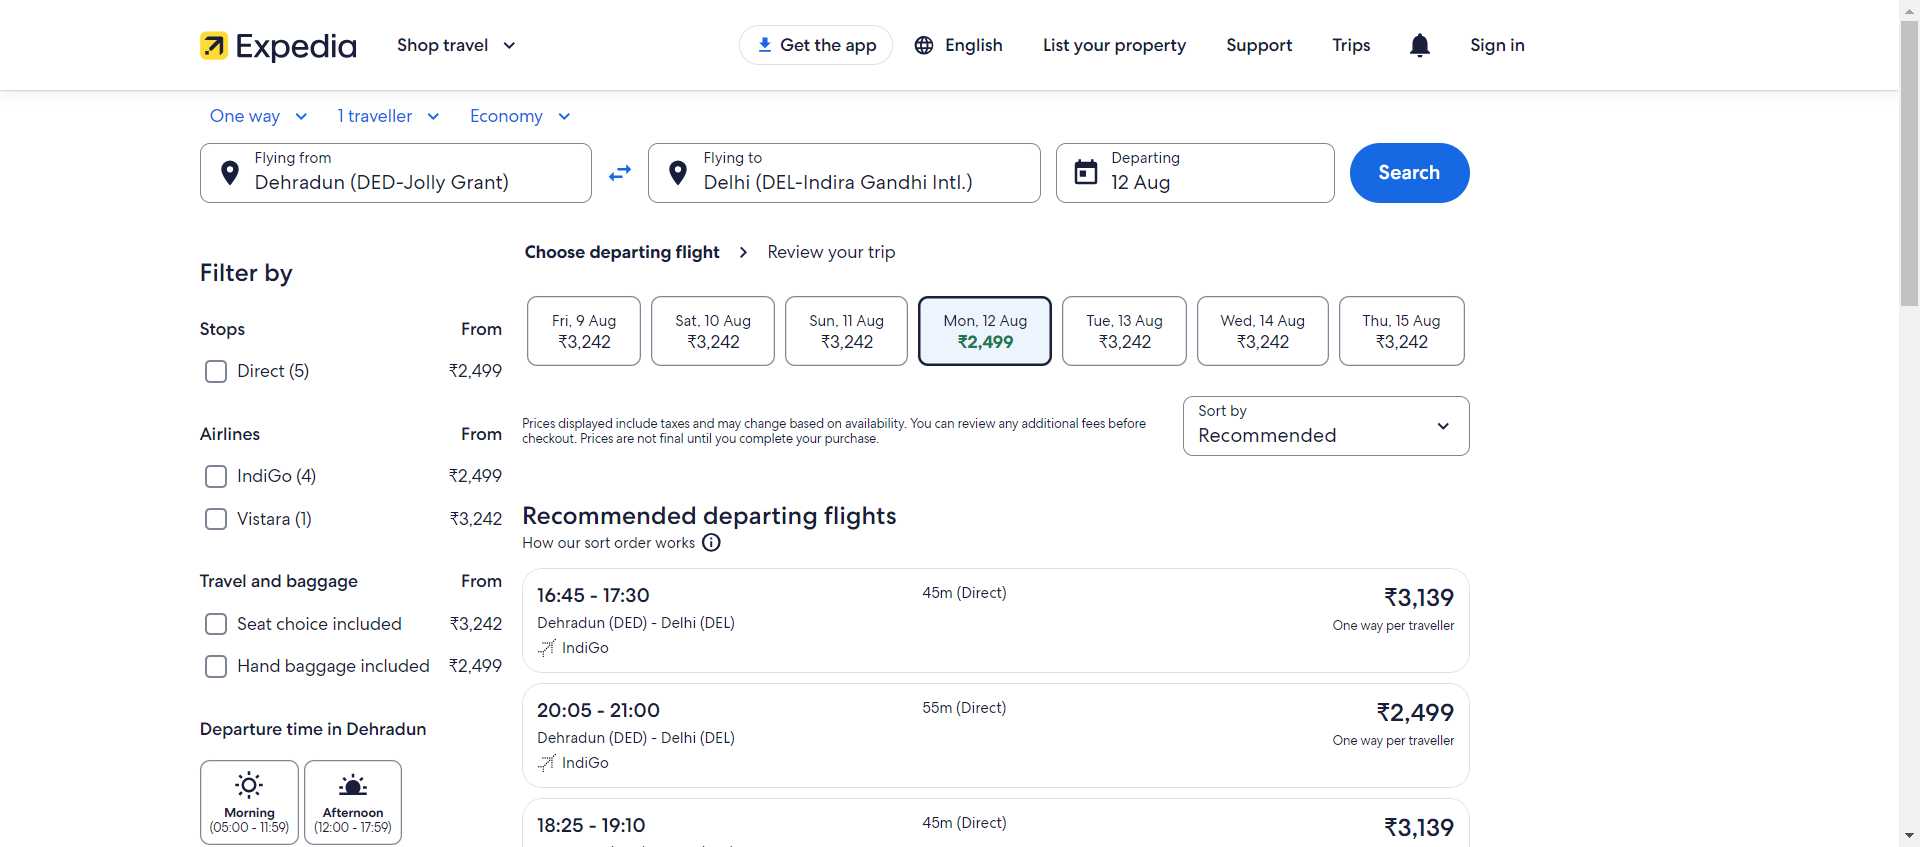 Expedia
Shop travel
Get the app
English
List your property
Support
Trips
Sign in
One way
1 traveller
Economy
Flying from
Dehradun (DED-Jolly Grant)
Flying to
Delhi (DEL-Indira Gandhi Intl.)
Departing
12 Aug
Search
Filter by
Stops From
Direct (5) ₹2,499
Airlines From
IndiGo (4) ₹2,499
Vistara (1) ₹3,242
Travel and baggage From
Seat choice included ₹3,242
Hand baggage included ₹2,499
Departure time in Dehradun
Morning
(05:00 - 11:59)
Afternoon
(12:00 - 17:59)
Choose departing flight
Review your trip
Fri, 9 Aug
₹3,242
Sat, 10 Aug
₹3,242
Sun, 11 Aug
₹3,242
Mon, 12 Aug
₹2,499
Tue, 13 Aug
₹3,242
Wed, 14 Aug
₹3,242
Thu, 15 Aug
₹3,242
Prices displayed include taxes and may change based on availability. You can review any additional fees before
checkout. Prices are not final until you complete your purchase.
Sort by
Recommended
Recommended departing flights
How our sort order works
16:45 - 17:30
45m (Direct)
₹3,139
Dehradun (DED) - Delhi (DEL)
One way per traveller
IndiGo
20:05 - 21:00
55m (Direct)
₹2,499
Dehradun (DED) - Delhi (DEL)
One way per traveller
IndiGo
18:25 - 19:10
45m (Direct)
₹3,139